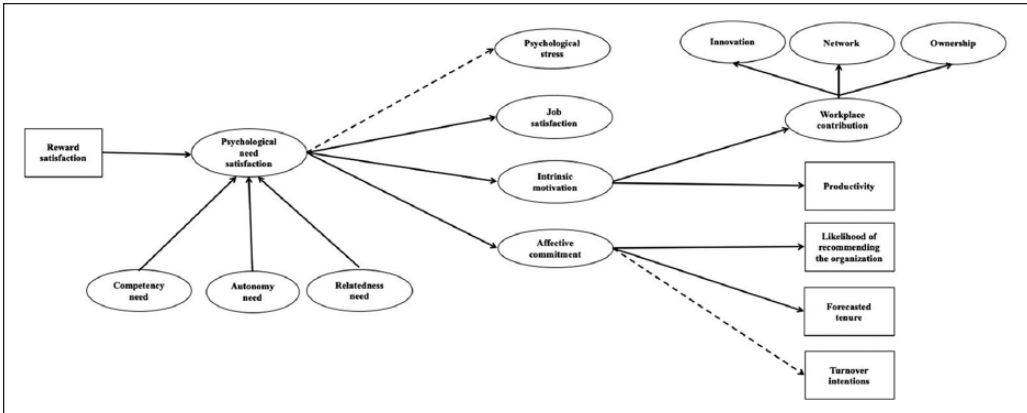 Psychological
stress
Innovation
Network
Ownership
Job
satisfaction
Workplace
contribution
Reward
satisfaction
Psychological
need
satisfaction
Intrinsic
motivation
Productivity
Affective
commitment
Likelihood of
recommending
the organization
Competency
need
Autonomy
need
Relatedness
need
Forecasted
tenure
Turnover
intentions